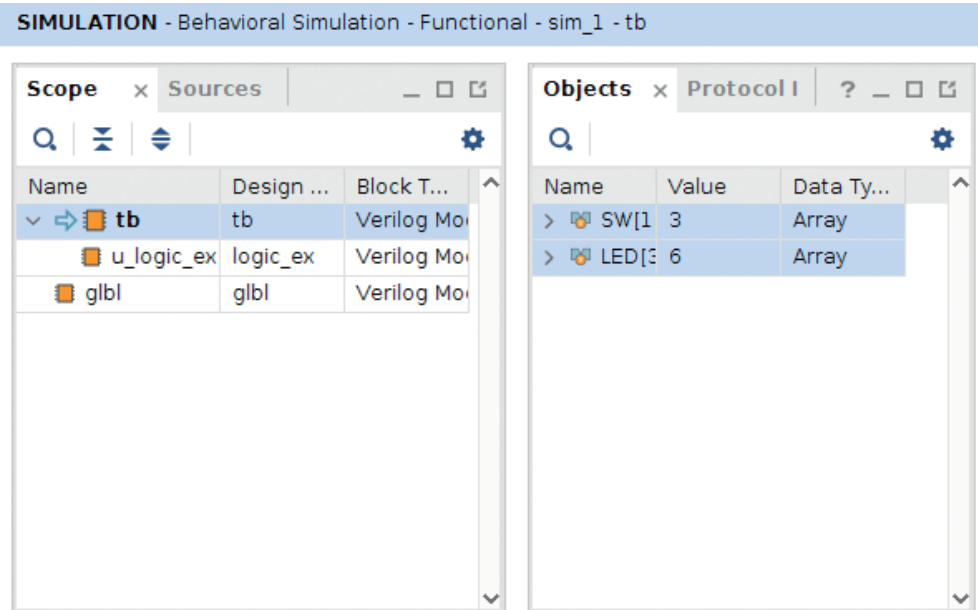 SIMULATION - Behavioral Simulation - Functional - sim_1 - tb
Scope × Sources
Name Design ... Block T...
tb tb Verilog Mo
u_logic_ex logic_ex Verilog Mo
glbl glbl Verilog Mo
Objects × Protocol I ?
Name Value Data Ty...
SW[1 3 Array
LED[3 6 Array